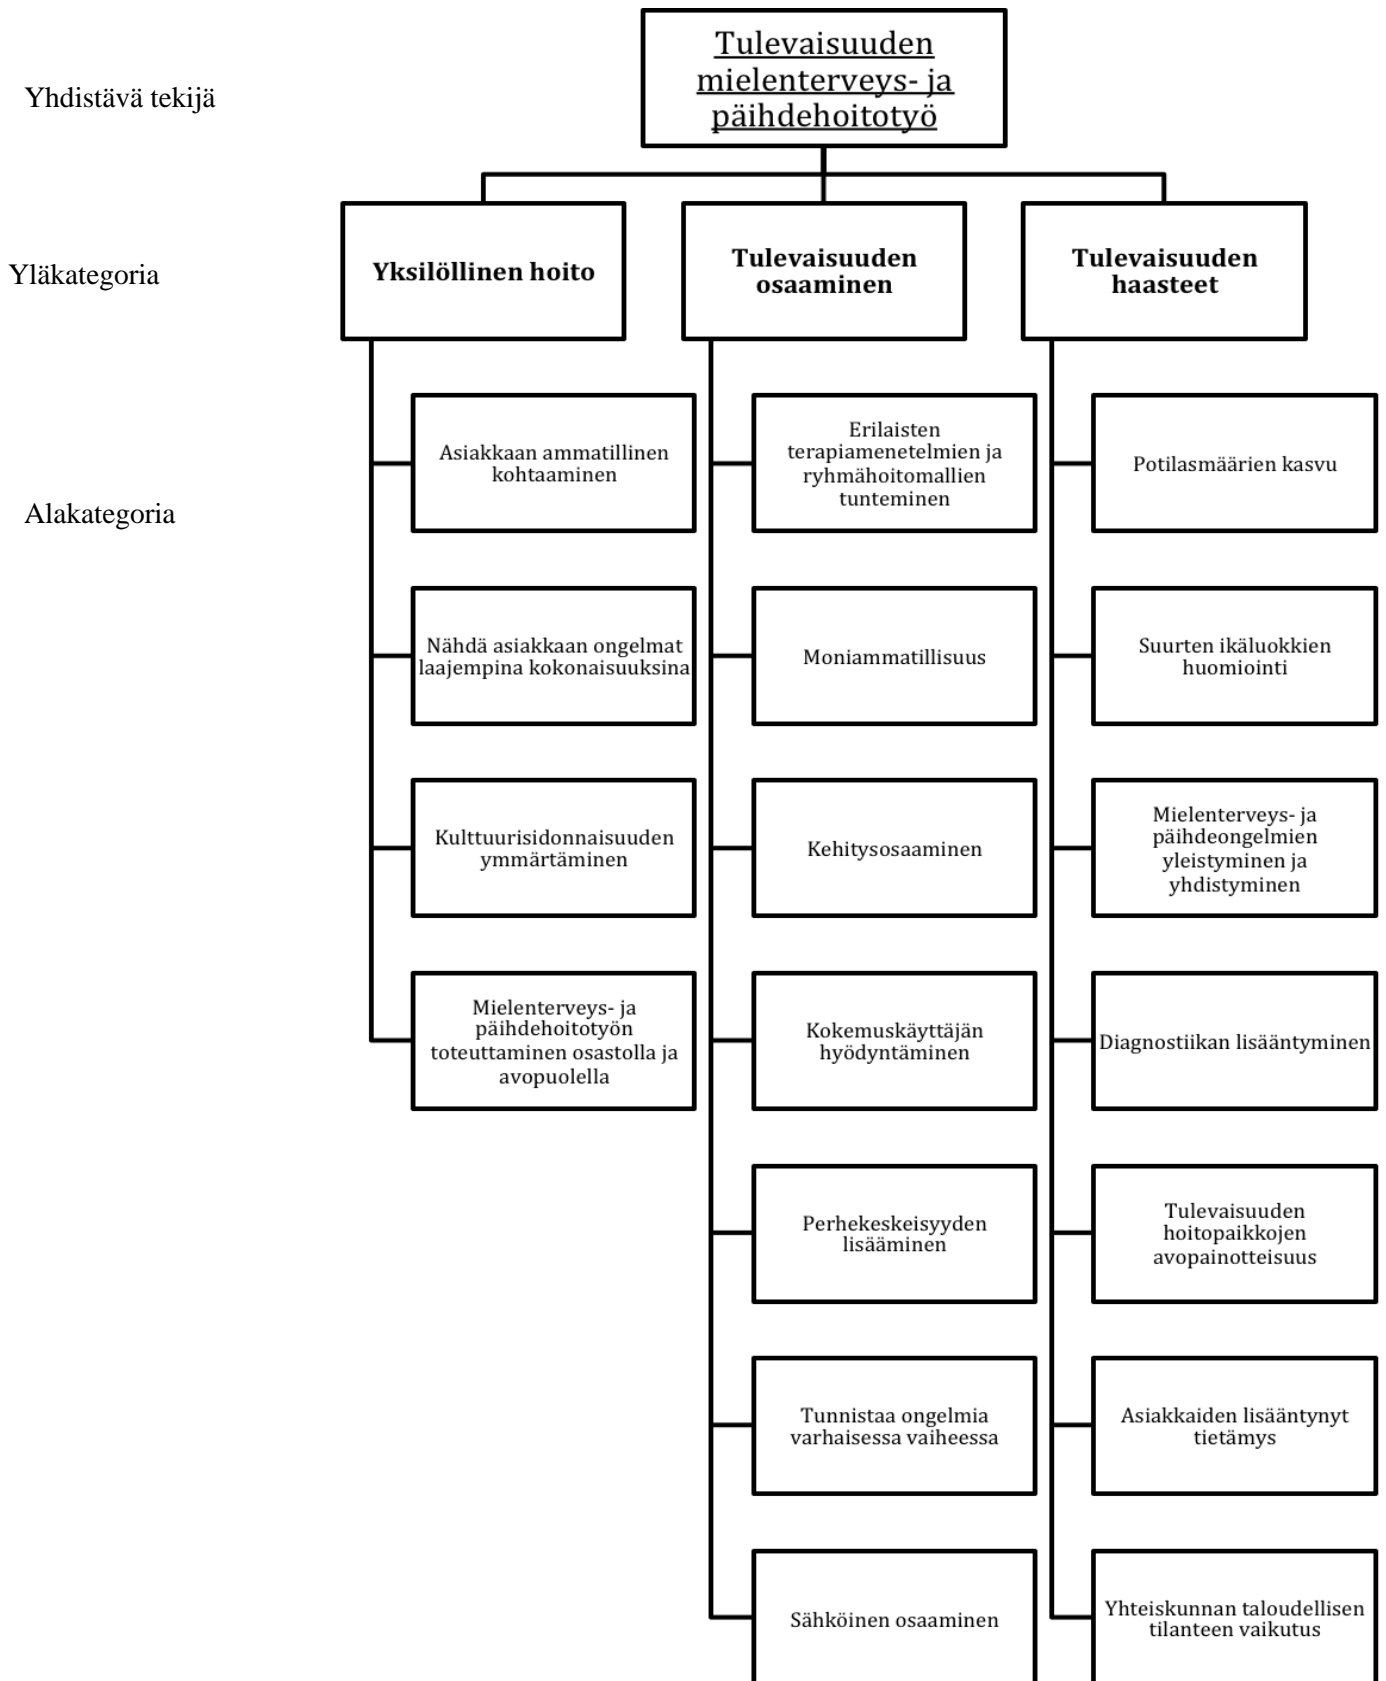 Tulevaisuuden
mielenterveys- ja
päihdehoitotyö
Yhdistävä tekijä
Yläkategoria
Yksilöllinen hoito
Tulevaisuuden
osaaminen
Tulevaisuuden
haasteet
Alakategoria
Asiakkaan ammatillinen
kohtaaminen
Nähdä asiakkaan ongelmat
laajempina kokonaisuuksina
Kulttuurisidonnaisuuden
ymmärtäminen
Mielenterveys- ja
päihdehoitotyön
toteuttaminen osastolla ja
avopuolella
Erilaisten
terapiamenetelmien ja
ryhmähoitomallien
tunteminen
Moniammatillisuus
Kehitysosaaminen
Kokemuskäyttäjän
hyödyntäminen
Perhekeskeisyyden
lisääminen
Tunnistaa ongelmia
varhaisessa vaiheessa
Sähköinen osaaminen
Potilasmäärien kasvu
Suurten ikäluokkien
huomiointi
Mielenterveys- ja
päihdeongelmien
yleistyminen ja
yhdistyminen
Diagnostiikan lisääntyminen
Tulevaisuuden
hoitopaikkojen
avopainotteisuus
Asiakkaiden lisääntynyt
tietämys
Yhteiskunnan taloudellisen
tilanteen vaikutus